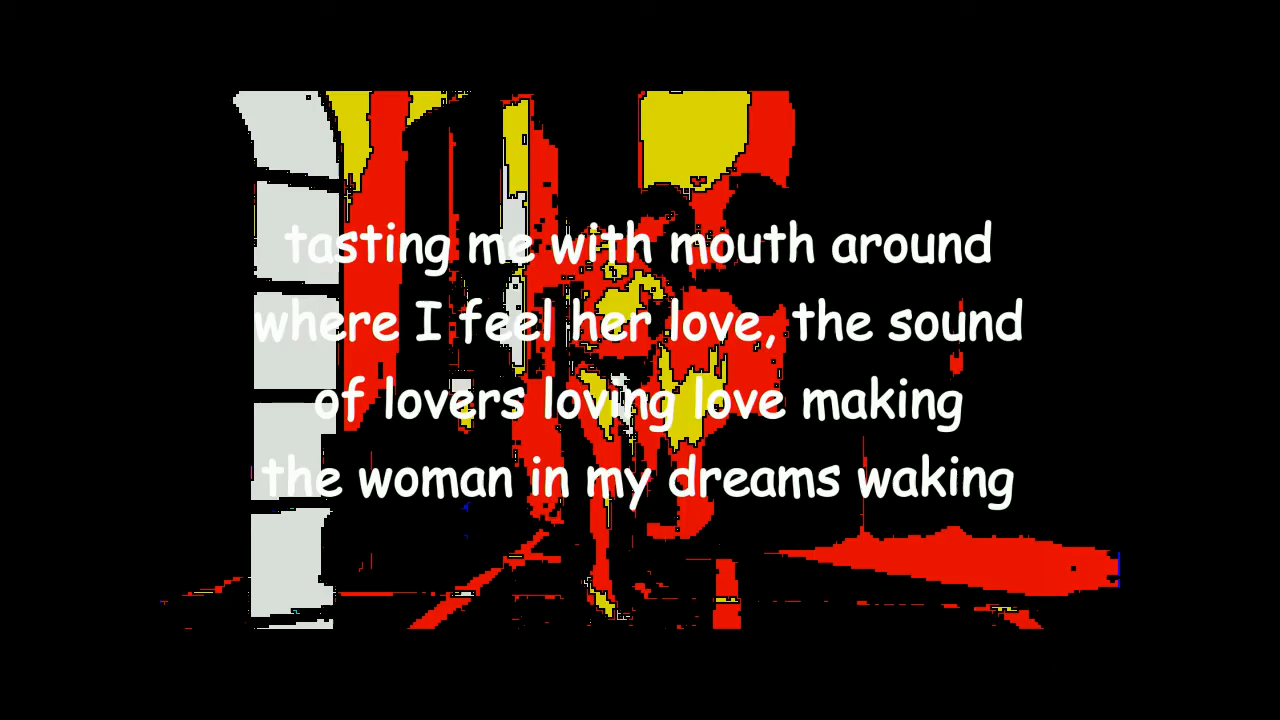 tasting me with mouth around
where I feel her love, the sound
of lovers loving love making
the woman in my dreams waking